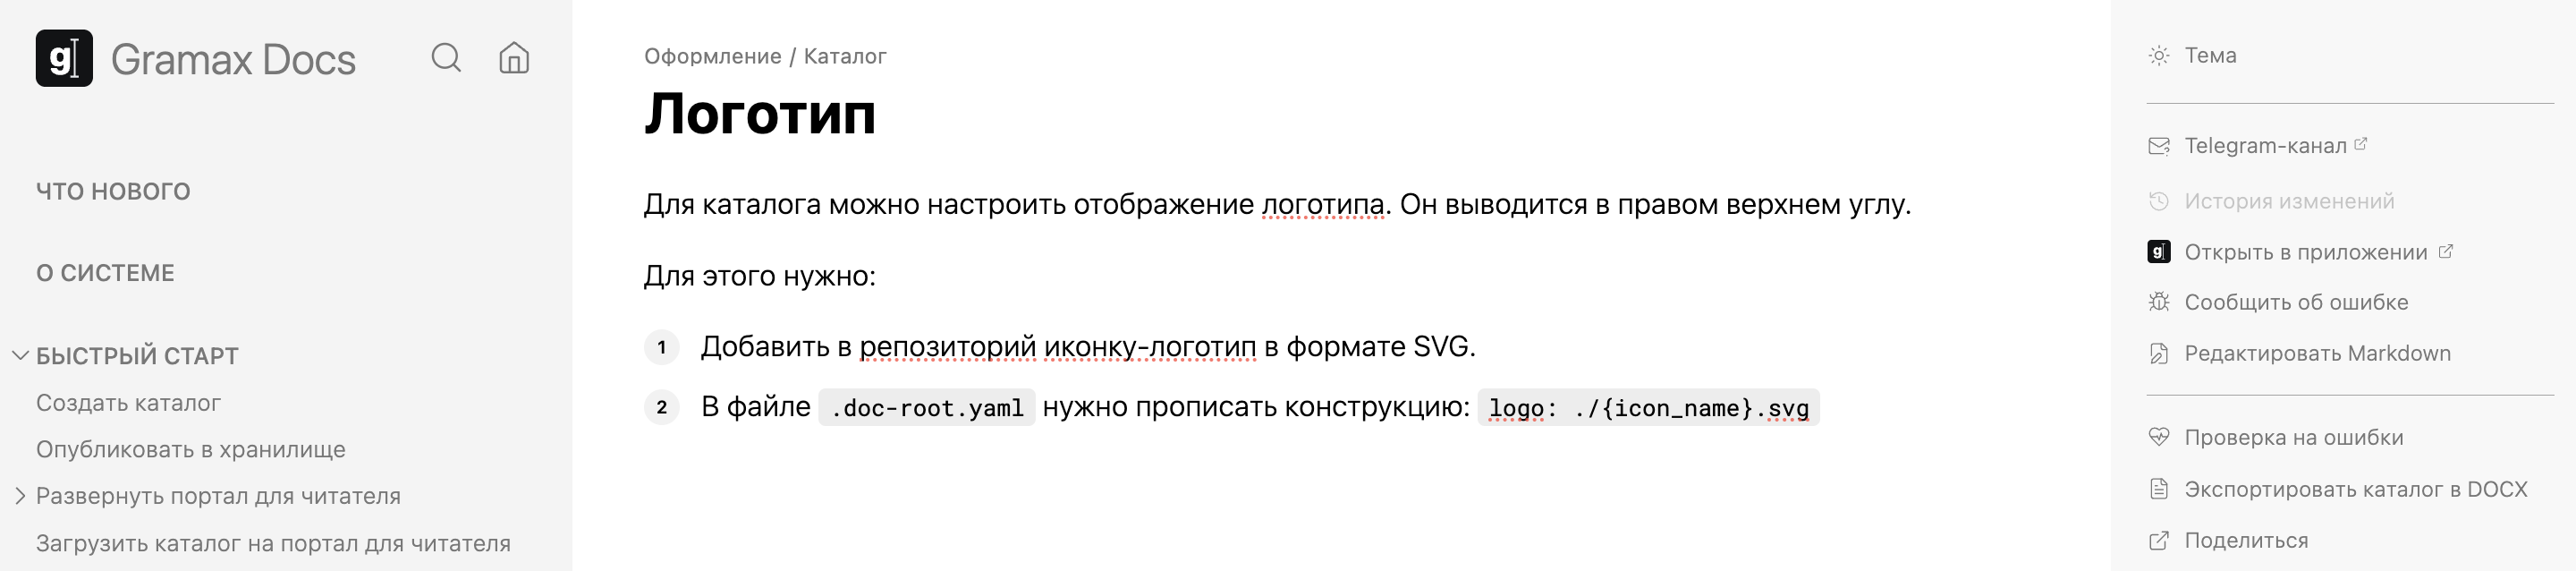 Gramax Docs
ЧТО НОВОГО
О СИСТЕМЕ
БЫСТРЫЙ СТАРТ
Создать каталог
Опубликовать в хранилище
Развернуть портал для читателя
Загрузить каталог на портал для читателя
Оформление / Каталог
Логотип
Для каталога можно настроить отображение логотипа. Он выводится в правом верхнем углу.
Для этого нужно:
1 Добавить в репозиторий иконку-логотип в формате SVG.
2 В файле .doc-root.yaml нужно прописать конструкцию: logo: ./{icon_name}.svg
Тема
Telegram-канал
История изменений
Открыть в приложении
Сообщить об ошибке
Редактировать Markdown
Проверка на ошибки
Экспортировать каталог в DOCX
Поделиться